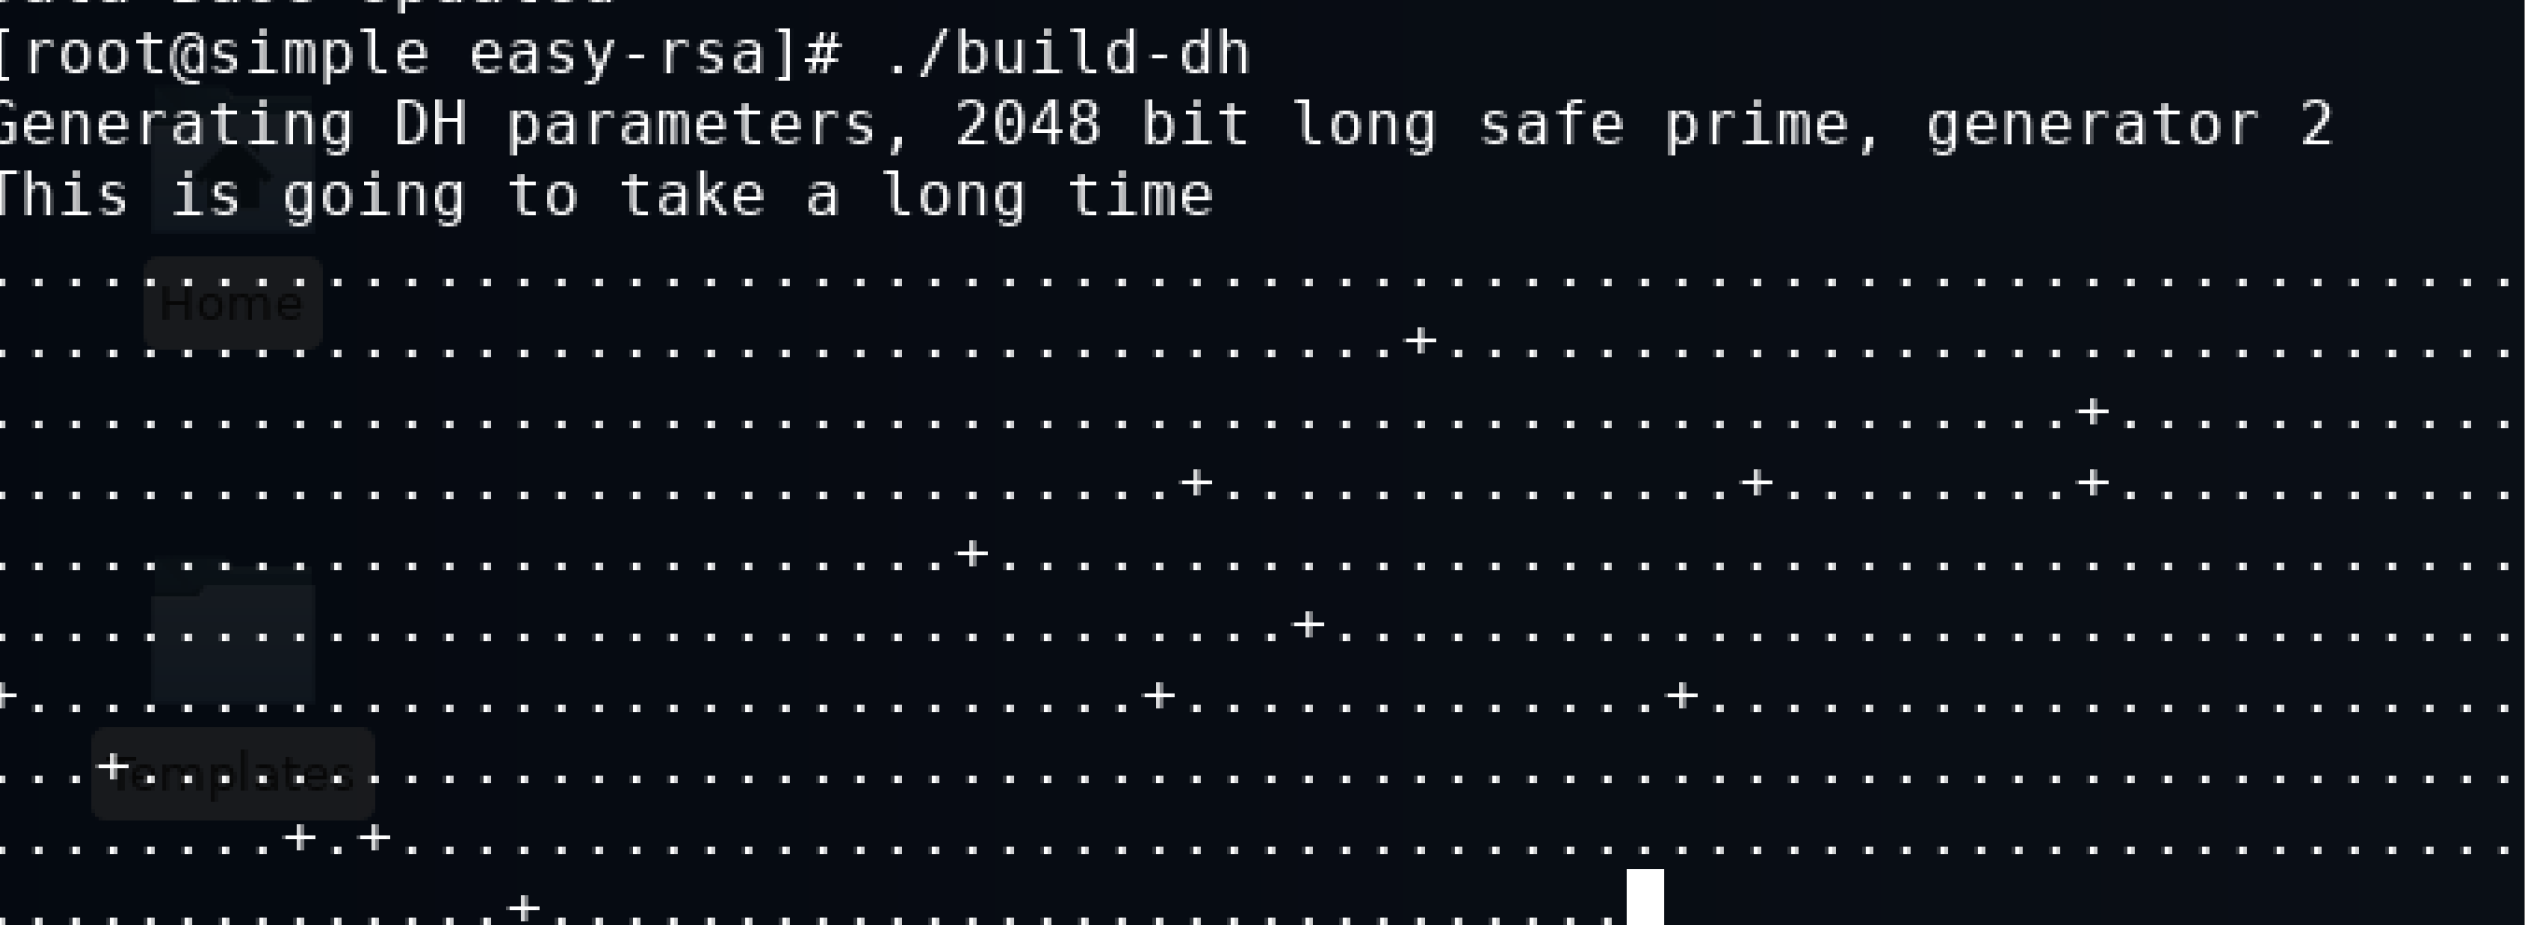 [root@simple easy-rsa]# ./build-dh
Generating DH parameters, 2048 bit long safe prime, generator 2
This is going to take a long time
....................................................................
......................................+.............................
........................................................+...........
................................+..............+........+...........
..........................+.........................................
...................................+................................
+..............................+.............+......................
...+................................................................
........+.+.........................................................
..............+.............................
Home
Templates